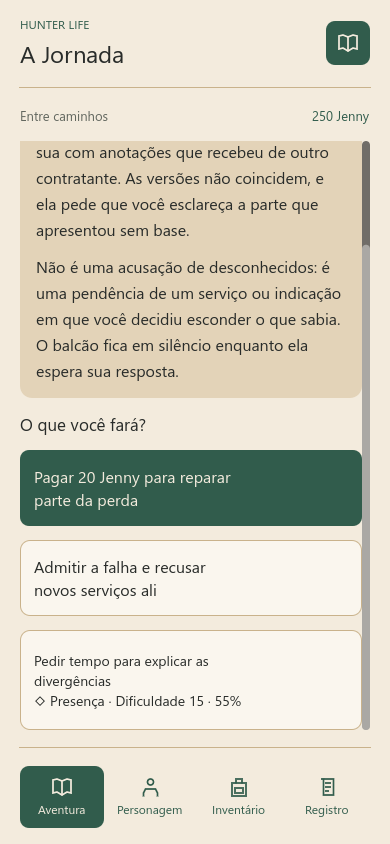 HUNTER LIFE
A Jornada
Entre caminhos
250 Jenny
sua com anotações que recebeu de outro
contratante. As versões não coincidem, e
ela pede que você esclareça a parte que
apresentou sem base.
Não é uma acusação de desconhecidos: é
uma pendência de um serviço ou indicação
em que você decidiu esconder o que sabia.
O balcão fica em silêncio enquanto ela
espera sua resposta.
O que você fará?
Pagar 20 Jenny para reparar
parte da perda
Admitir a falha e recusar
novos serviços ali
Pedir tempo para explicar as
divergências
◇ Presença · Dificuldade 15 · 55%
Aventura
Personagem
Inventário
Registro